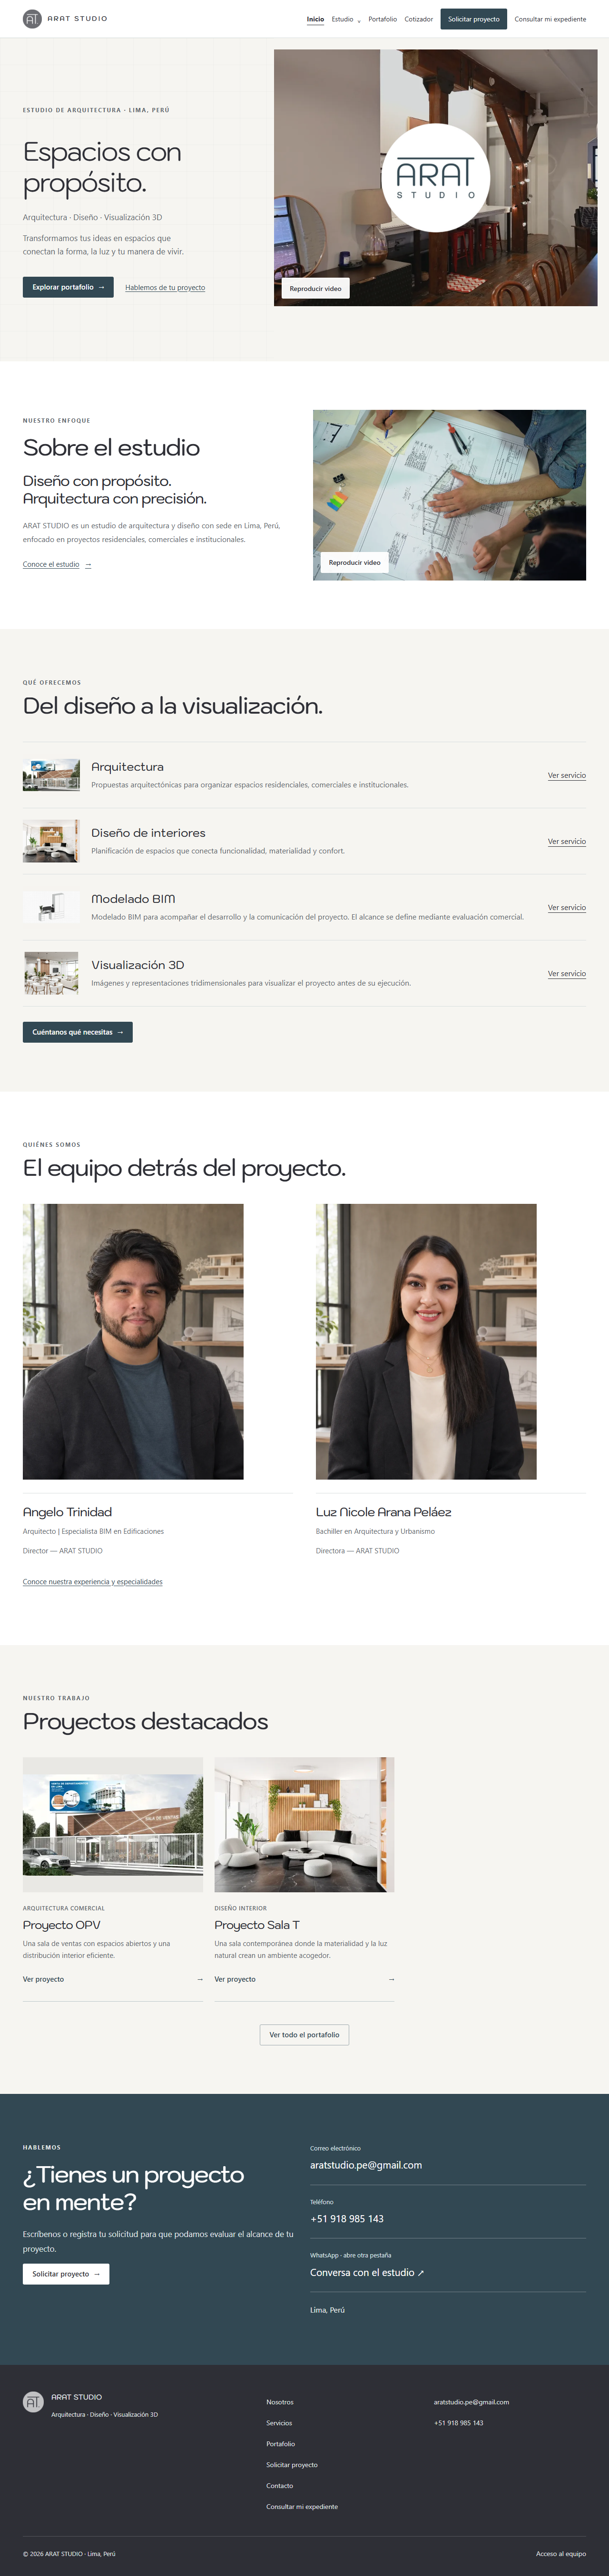 ARAT STUDIO
Inicio Estudio Portafolio Cotizador Solicitar proyecto Consultar mi expediente
ESTUDIO DE ARQUITECTURA · LIMA, PERÚ
Espacios con
propósito.
Arquitectura · Diseño · Visualización 3D
Transformamos tus ideas en espacios que
conectan la forma, la luz y tu manera de vivir.
Explorar portafolio → Hablemos de tu proyecto
ARAT
STUDIO
Reproducir video
NUESTRO ENFOQUE
Sobre el estudio
Diseño con propósito.
Arquitectura con precisión.
ARAT STUDIO es un estudio de arquitectura y diseño con sede en Lima, Perú,
enfocado en proyectos residenciales, comerciales e institucionales.
Conoce el estudio →
Reproducir video
QUÉ OFRECEMOS
Del diseño a la visualización.
Arquitectura
Propuestas arquitectónicas para organizar espacios residenciales, comerciales e institucionales.
Ver servicio
Diseño de interiores
Planificación de espacios que conecta funcionalidad, materialidad y confort.
Ver servicio
Modelado BIM
Modelado BIM para acompañar el desarrollo y la comunicación del proyecto. El alcance se define mediante evaluación comercial.
Ver servicio
Visualización 3D
Imágenes y representaciones tridimensionales para visualizar el proyecto antes de su ejecución.
Ver servicio
Cuéntanos qué necesitas →
QUIÉNES SOMOS
El equipo detrás del proyecto.
Angelo Trinidad
Arquitecto | Especialista BIM en Edificaciones
Director — ARAT STUDIO
Conoce nuestra experiencia y especialidades
Luz Nicole Arana Peláez
Bachiller en Arquitectura y Urbanismo
Directora — ARAT STUDIO
NUESTRO TRABAJO
Proyectos destacados
ARQUITECTURA COMERCIAL
Proyecto OPV
Una sala de ventas con espacios abiertos y una
distribución interior eficiente.
Ver proyecto →
DISEÑO INTERIOR
Proyecto Sala T
Una sala contemporánea donde la materialidad y la luz
natural crean un ambiente acogedor.
Ver proyecto →
Ver todo el portafolio
HABLEMOS
¿Tienes un proyecto
en mente?
Escríbenos o registra tu solicitud para que podamos evaluar el alcance de tu
proyecto.
Solicitar proyecto →
Correo electrónico
aratstudio.pe@gmail.com
Teléfono
+51 918 985 143
WhatsApp · abre otra pestaña
Conversa con el estudio ↗
Lima, Perú
ARAT STUDIO
Arquitectura · Diseño · Visualización 3D
Nosotros
Servicios
Portafolio
Solicitar proyecto
Contacto
Consultar mi expediente
aratstudio.pe@gmail.com
+51 918 985 143
© 2026 ARAT STUDIO · Lima, Perú
Acceso al equipo